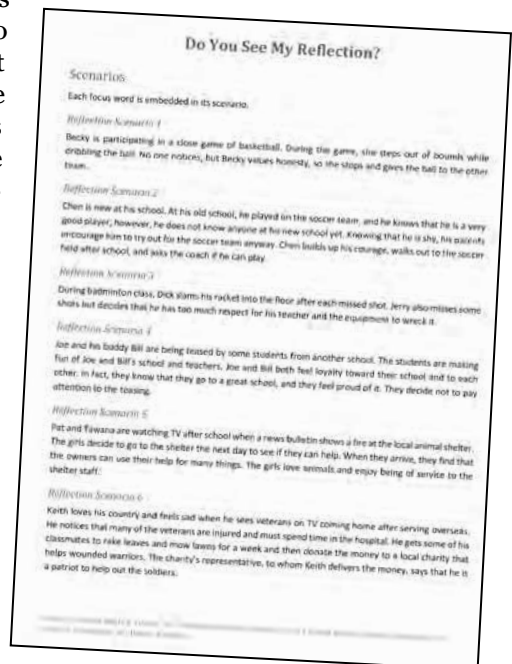 Do You See My Reflection?
Scenarios
Each focus word is embedded in its scenario.
Reflection Scenario 1
Becky is participating in a close game of basketball. During the game, she steps out of bounds while
dribbling the ball. No one notices, but Becky values honesty, so she stops and gives the ball to the other
team.
Reflection Scenario 2
Chen is new at his school. At his old school, he played on the soccer team, and he knows that he is a very
good player, however, he does not know anyone at his new school yet. Knowing that he is shy, his parents
encourage him to try out for the soccer team anyway. Chen builds up his courage, walks out to the soccer
field after school, and asks the coach if he can play.
Reflection Scenario 3
During badminton class, Dick slams his racket into the floor after each missed shot. Jerry also misses some
shots but decides that he has too much respect for his teacher and the equipment to wreck it.
Reflection Scenario 4
Joe and his buddy Bill are being teased by some students from another school. The students are making
fun of Joe and Bill's school and teachers. Joe and Bill both feel loyalty toward their school and to each
other. In fact, they know that they go to a great school, and they feel proud of it. They decide not to pay
attention to the teasing.
Reflection Scenario 5
Pat and Tawana are watching TV after school when a news bulletin shows a fire at the local animal shelter.
The girls decide to go to the shelter the next day to see if they can help. When they arrive, they find that
the owners can use their help for many things. The girls love animals and enjoy being of service to the
shelter staff.
Reflection Scenario 6
Keith loves his country and feels sad when he sees veterans on TV coming home after serving overseas.
He notices that many of the veterans are injured and must spend time in the hospital. He gets some of his
classmates to rake leaves and mow lawns for a week and then donate the money to a local charity that
helps wounded warriors. The charity's representative, to whom Keith delivers the money, says that he is
a patriot to help out the soldiers.